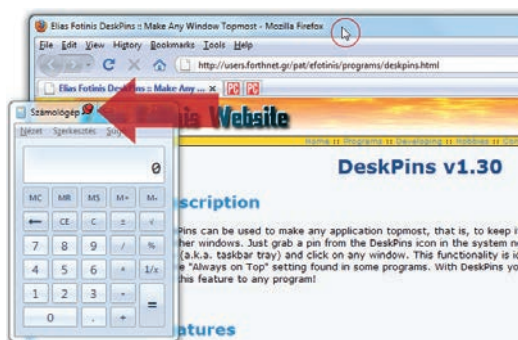 Elias Fotinis DeskPins :: Make Any Window Topmost - Mozilla Firefox
File Edit View History Bookmarks Tools Help
http://users.forthnet.gr/pat/efotinis/programs/deskpins.html
Elias Fotinis DeskPins :: Make Any ...
PC PC
Számológép
Website
Nézet Szerkesztés
Home :: Programs :: Developing :: Hobbies ::
0
DeskPins v1.30
MC MR MS M+ M-
scription
← CE C ± √
Pins can be used to make any application topmost, that is, to keep i
her windows. Just grab a pin from the DeskPins icon in the system no
7 8 9 / %
(a.k.a. taskbar tray) and click on any window. This functionality is ic
4 5 6 * 1/x
"Always on Top" setting found in some programs. With DeskPins yo
this feature to any program!
1 2 3 - =
0 . +
atures